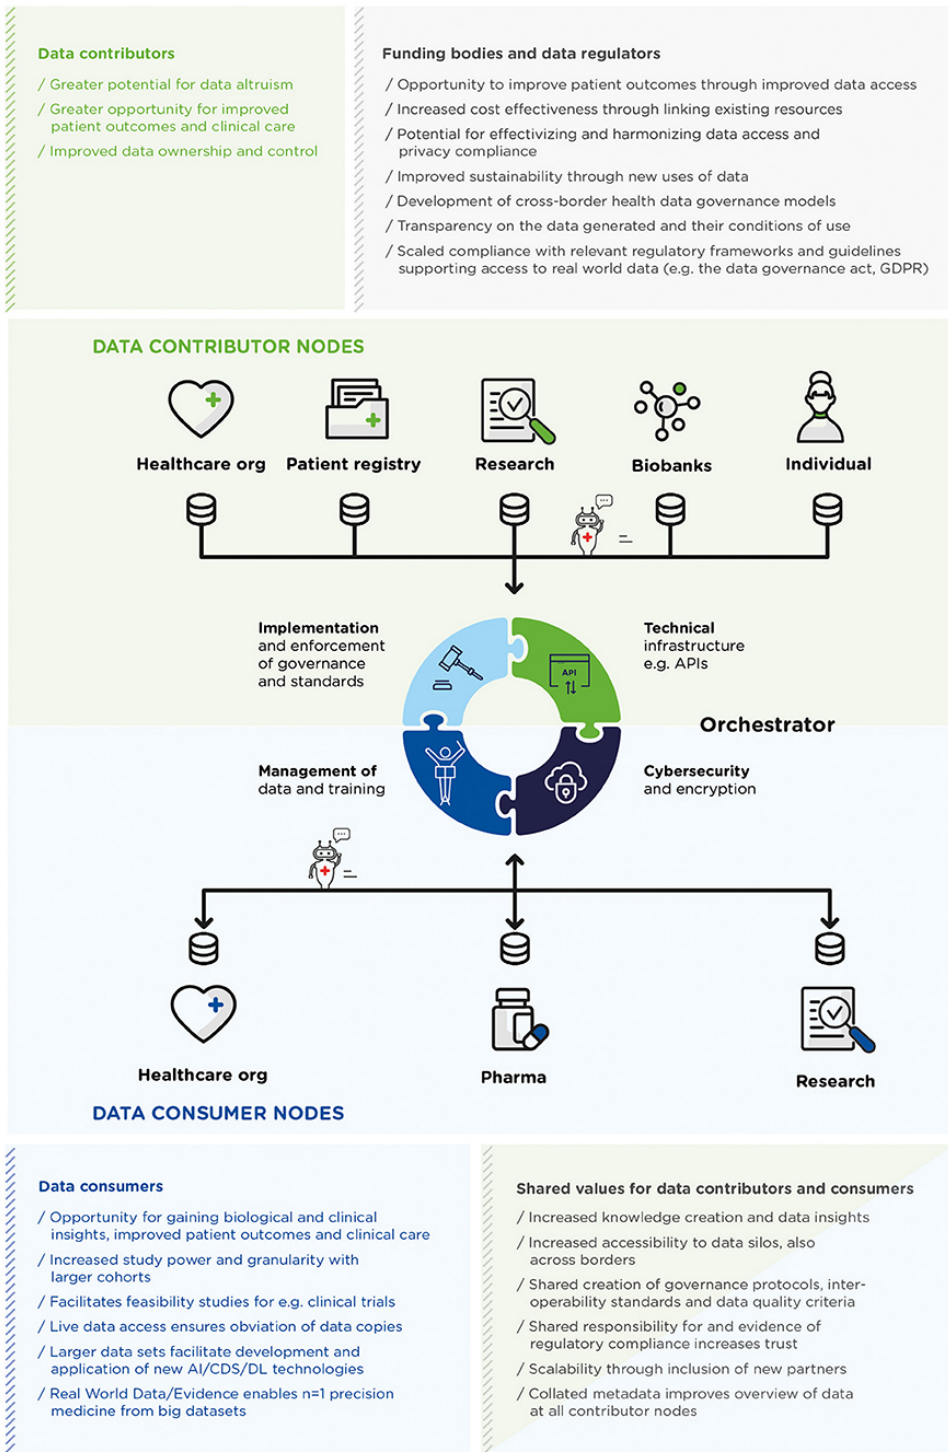 Data contributors
/ Greater potential for data altruism
/ Greater opportunity for improved
patient outcomes and clinical care
/ Improved data ownership and control
Funding bodies and data regulators
/ Opportunity to improve patient outcomes through improved data access
/ Increased cost effectiveness through linking existing resources
/ Potential for effectivizing and harmonizing data access and
privacy compliance
/ Improved sustainability through new uses of data
/ Development of cross-border health data governance models
/ Transparency on the data generated and their conditions of use
/ Scaled compliance with relevant regulatory frameworks and guidelines
supporting access to real world data (e.g. the data governance act, GDPR)
DATA CONTRIBUTOR NODES
Healthcare org
Patient registry
Research
Biobanks
Individual
Implementation
and enforcement
of governance
and standards
Technical
infrastructure
e.g. APIs
API
Orchestrator
Management of
data and training
Cybersecurity
and encryption
Healthcare org
Pharma
Research
DATA CONSUMER NODES
Data consumers
/ Opportunity for gaining biological and clinical
insights, improved patient outcomes and clinical care
/ Increased study power and granularity with
larger cohorts
/ Facilitates feasibility studies for e.g. clinical trials
/ Live data access ensures obviation of data copies
/ Larger data sets facilitate development and
application of new AI/CDS/DL technologies
/ Real World Data/Evidence enables n=1 precision
medicine from big datasets
Shared values for data contributors and consumers
/ Increased knowledge creation and data insights
/ Increased accessibility to data silos, also
across borders
/ Shared creation of governance protocols, inter-
operability standards and data quality criteria
/ Shared responsibility for and evidence of
regulatory compliance increases trust
/ Scalability through inclusion of new partners
/ Collated metadata improves overview of data
at all contributor nodes